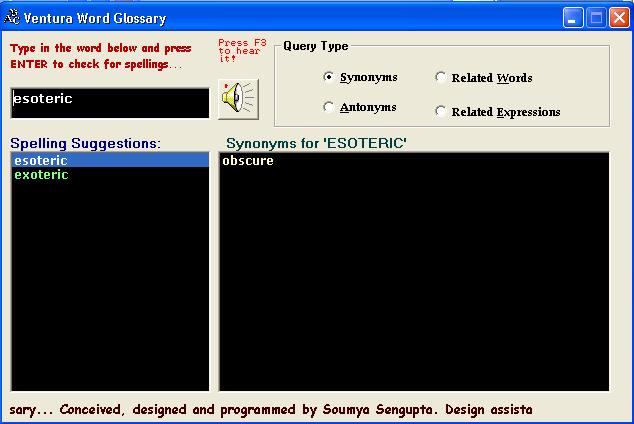 Ventura Word Glossary
Type in the word below and press
ENTER to check for spellings...
Press F3
to hear
it!
esoteric
Query Type
Synonyms
Related Words
Antonyms
Related Expressions
Spelling Suggestions:
esoteric
exoteric
Synonyms for 'ESOTERIC'
obscure
sary... Conceived, designed and programmed by Soumya Sengupta. Design assista